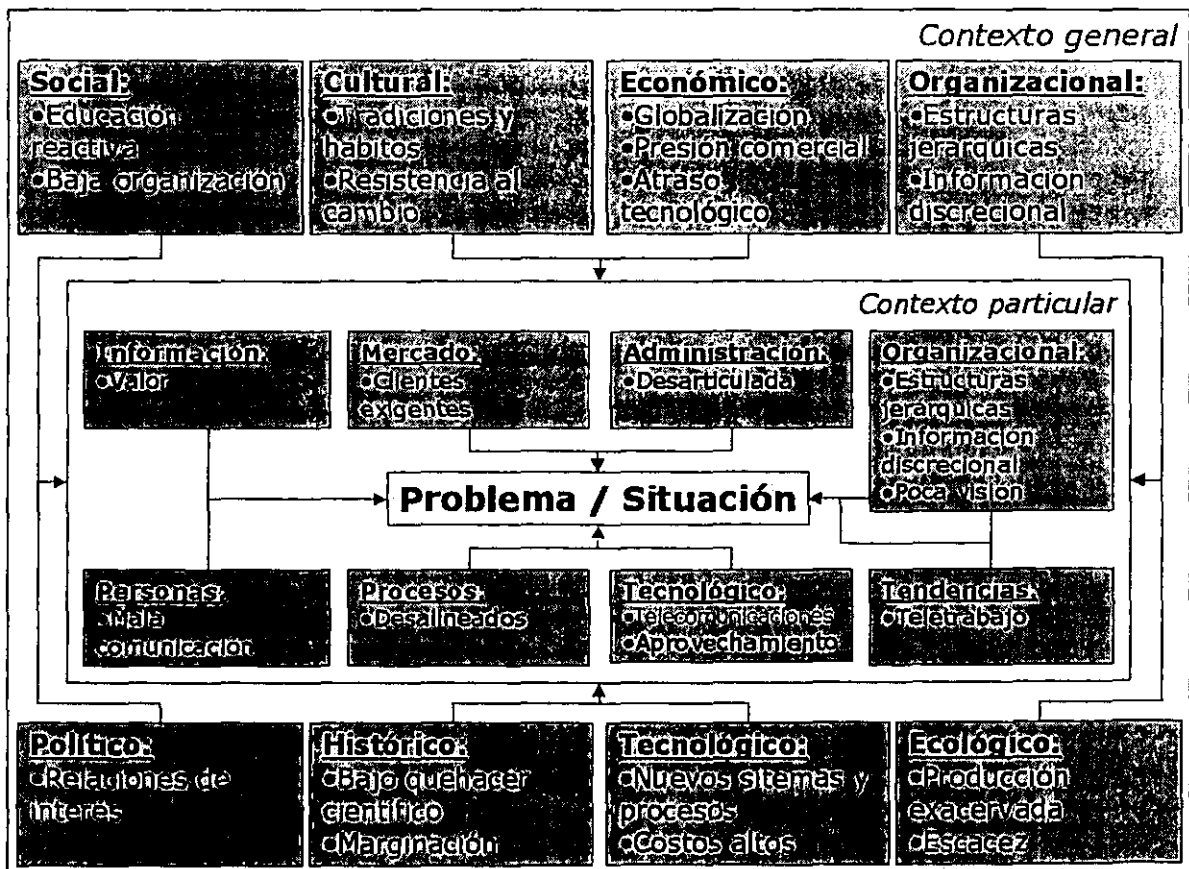 Contexto general
Social:
•Educación
reactiva
•Baja organización
Cultural:
•Tradiciones y
hábitos
•Resistencia al
cambio
Económico:
•Globalización
•Presión comercial
•Atraso
tecnológico
Organizacional:
•Estructuras
jerárquicas
•Información
discrecional
Contexto particular
Información:
•Valor
Mercado:
•Clientes
exigentes
Administración:
•Desarticulada
Organizacional:
•Estructuras
jerárquicas
•Información
discrecional
•Poca visión
Problema / Situación
Personas:
•Mala
comunicación
Procesos:
•Desalineados
Tecnológico:
•Telecomunicaciones
•Aprovechamiento
Tendencias:
•Teletrabajo
Político:
•Relaciones de
interés
Histórico:
•Bajo quehacer
científico
•Marginación
Tecnológico:
•Nuevos sitemas y
procesos
•Costos altos
Ecológico:
•Producción
exacervada
•Escacez